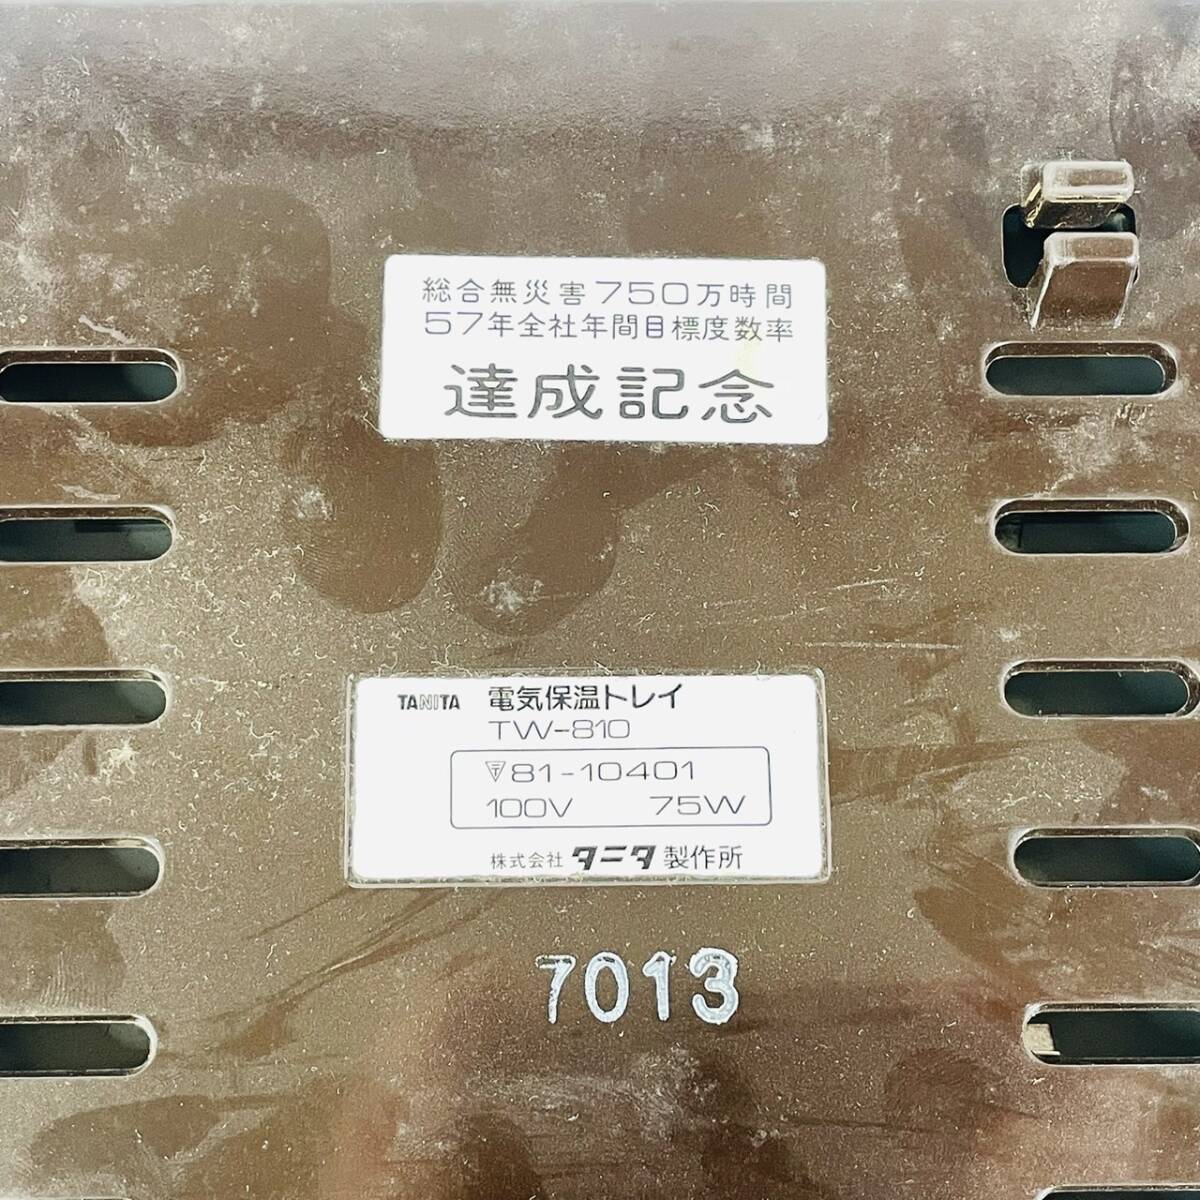 総合無災害750万時間
57年全社年間目標度数率
達成記念
TANITA 電気保温トレイ
TW-810
〒81-10401
100V 75W
株式会社タニタ製作所
7013